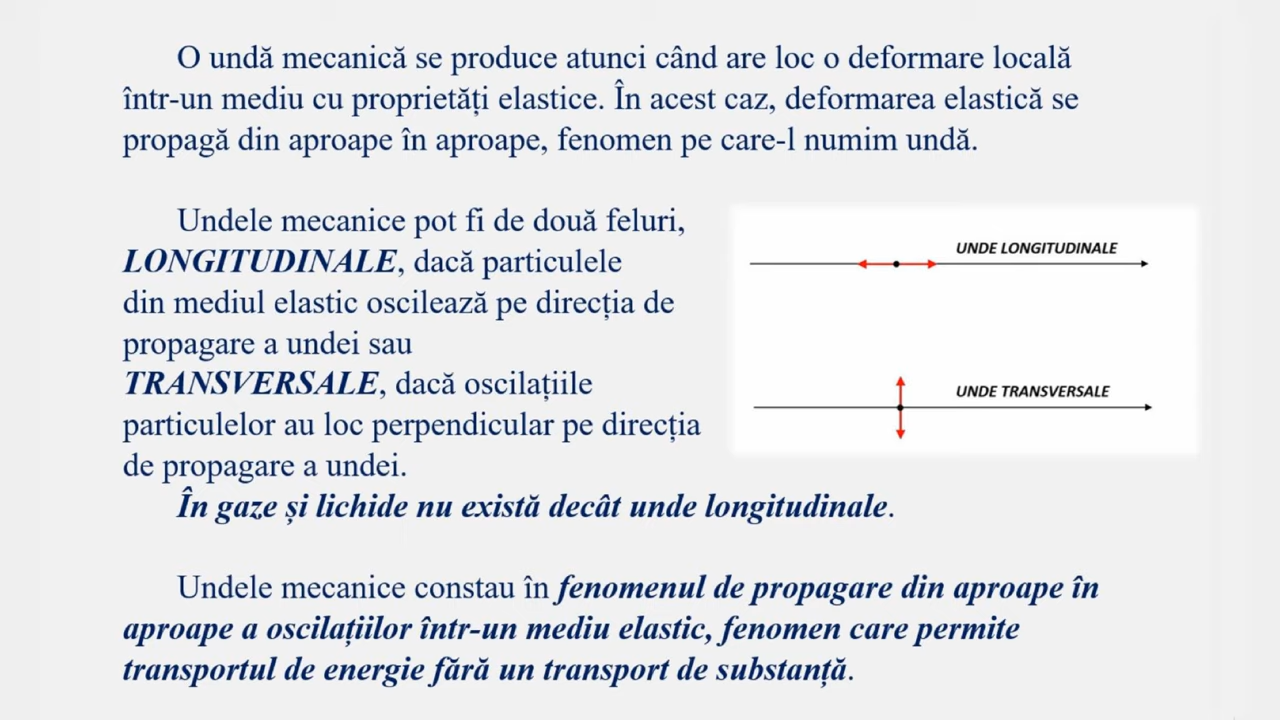 O undă mecanică se produce atunci când are loc o deformare locală
într-un mediu cu proprietăți elastice. În acest caz, deformarea elastică se
propagă din aproape în aproape, fenomen pe care-l numim undă.
Undele mecanice pot fi de două feluri,
LONGITUDINALE, dacă particulele
din mediul elastic oscilează pe direcția de
propagare a undei sau
TRANSVERSALE, dacă oscilațiile
particulelor au loc perpendicular pe direcția
de propagare a undei.
UNDE LONGITUDINALE
UNDE TRANSVERSALE
În gaze și lichide nu există decât unde longitudinale.
Undele mecanice constau în fenomenul de propagare din aproape în
aproape a oscilațiilor într-un mediu elastic, fenomen care permite
transportul de energie fără un transport de substanță.